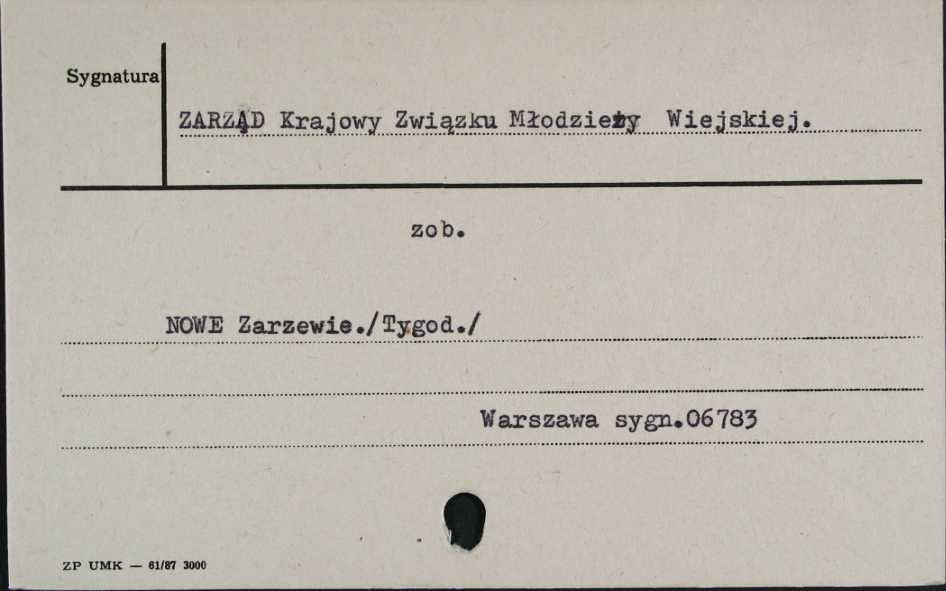 Sygnatura
ZARZĄD Krajowy Związku Młodzieży Wiejskiej.
zob.
NOWE Zarzewie./Tygod./
Warszawa sygn.06783
ZP UMK — 61/87 3000